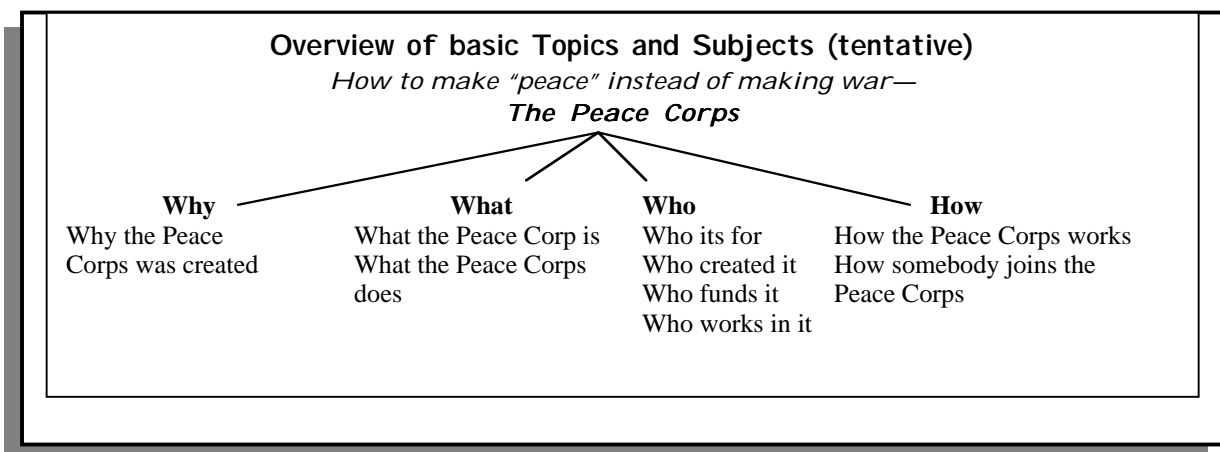 Overview of basic Topics and Subjects (tentative)
How to make "peace" instead of making war—
The Peace Corps
Why
Why the Peace
Corps was created
What
What the Peace Corp is
What the Peace Corps
does
Who
Who its for
Who created it
Who funds it
Who works in it
How
How the Peace Corps works
How somebody joins the
Peace Corps